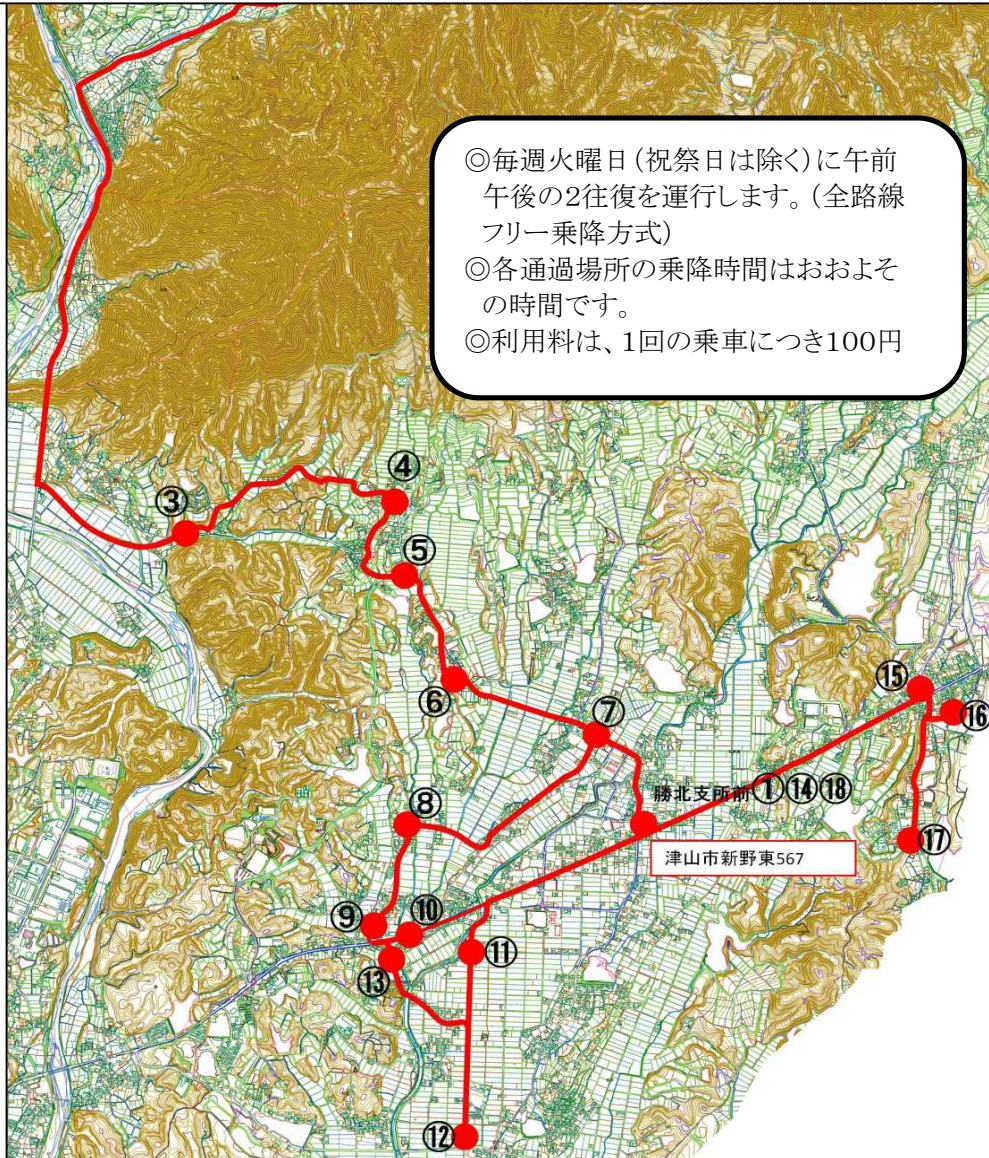 ◎毎週火曜日(祝祭日は除く)に午前
午後の2往復を運行します。(全路線
フリー乗降方式)
◎各通過場所の乗降時間はおおよそ
の時間です。
◎利用料は、1回の乗車につき100円
④
③
⑤
⑥
⑮
⑯
⑦
勝北支所前①⑭⑱
⑧
⑰
津山市新野東567
⑨
⑩
⑪
⑬
⑫